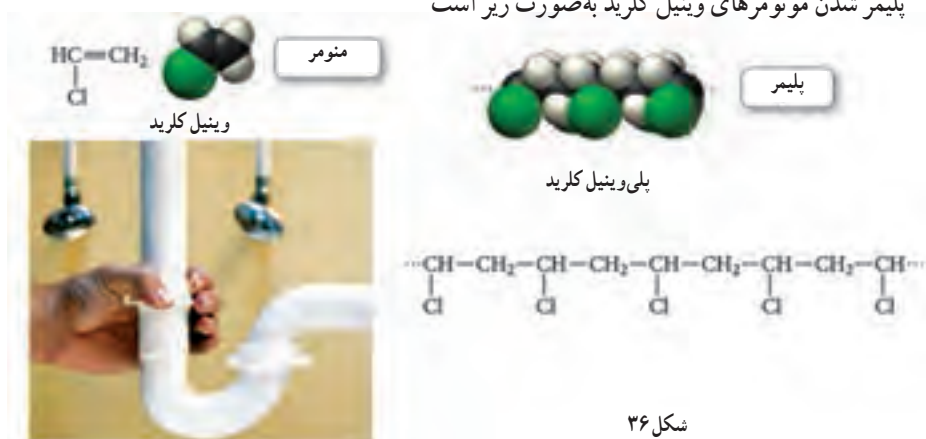 پلیمر شدن مونومرهای وینیل کلرید به‌صورت زیر است
منومر
HC=CH₂
Cl
وینیل کلرید
پلیمر
پلی‌وینیل کلرید
···CH–CH₂–CH–CH₂–CH–CH₂–CH–CH₂–CH···
Cl Cl Cl Cl Cl
شکل ۳۶